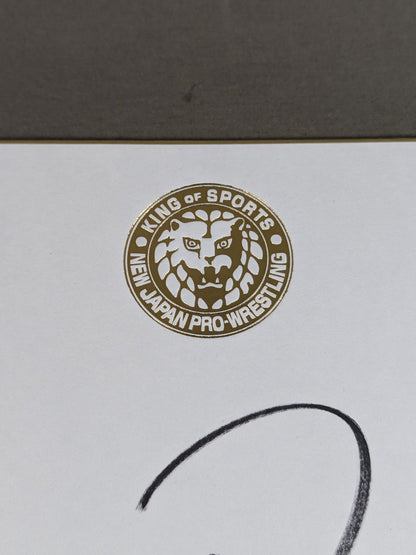 KING OF SPORTS
NEW JAPAN PRO-WRESTLING